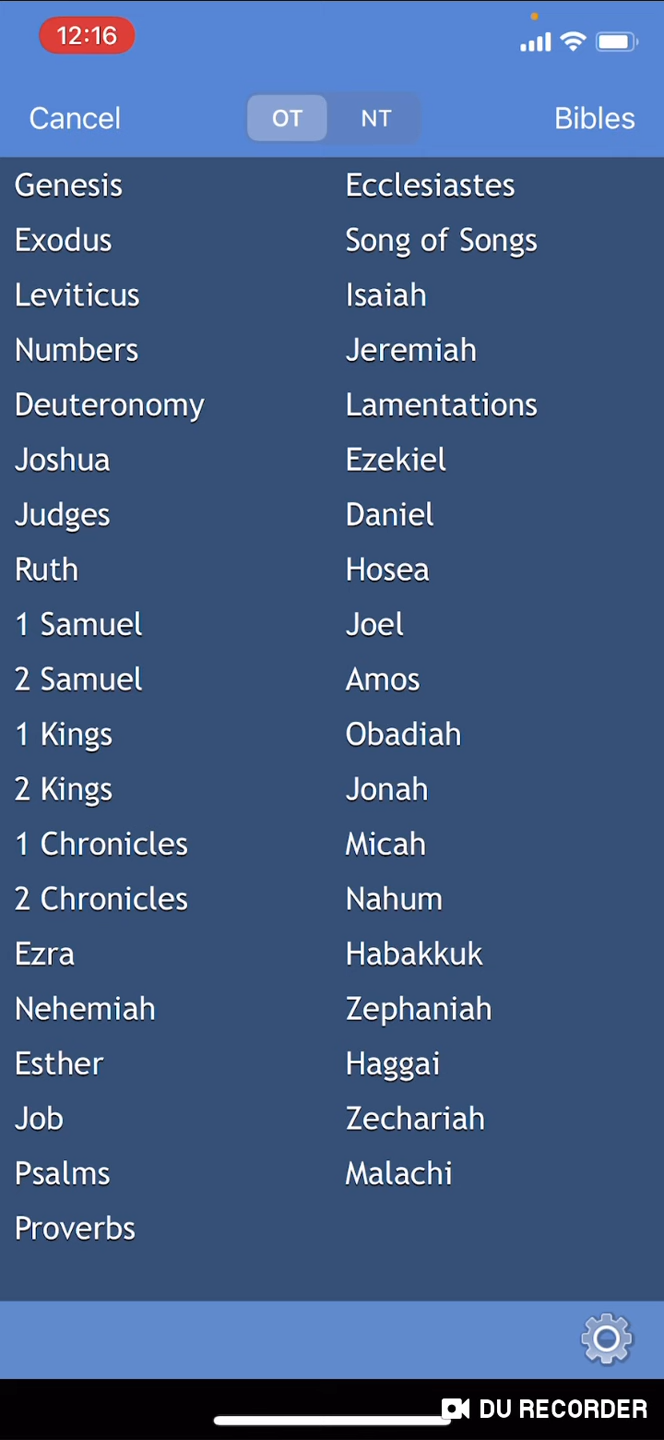 12:16
Cancel OT NT Bibles
Genesis
Exodus
Leviticus
Numbers
Deuteronomy
Joshua
Judges
Ruth
1 Samuel
2 Samuel
1 Kings
2 Kings
1 Chronicles
2 Chronicles
Ezra
Nehemiah
Esther
Job
Psalms
Proverbs
Ecclesiastes
Song of Songs
Isaiah
Jeremiah
Lamentations
Ezekiel
Daniel
Hosea
Joel
Amos
Obadiah
Jonah
Micah
Nahum
Habakkuk
Zephaniah
Haggai
Zechariah
Malachi
DU RECORDER